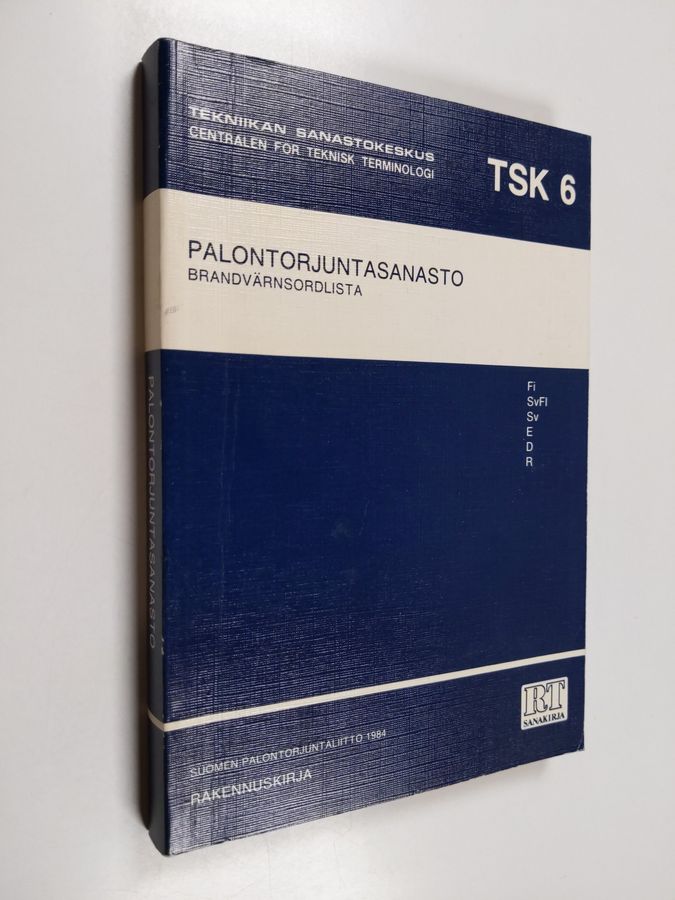 TEKNIIKAN SANASTOKESKUS
CENTRALEN FÖR TEKNISK TERMINOLOGI
TSK 6
PALONTORJUNTASANASTO
BRANDVÄRNSORDLISTA
Fi
SvFI
Sv
E
D
R
RT
SANAKIRJA
SUOMEN PALONTORJUNTALIITTO 1984
RAKENNUSKIRJA
PALONTORJUNTASANASTO